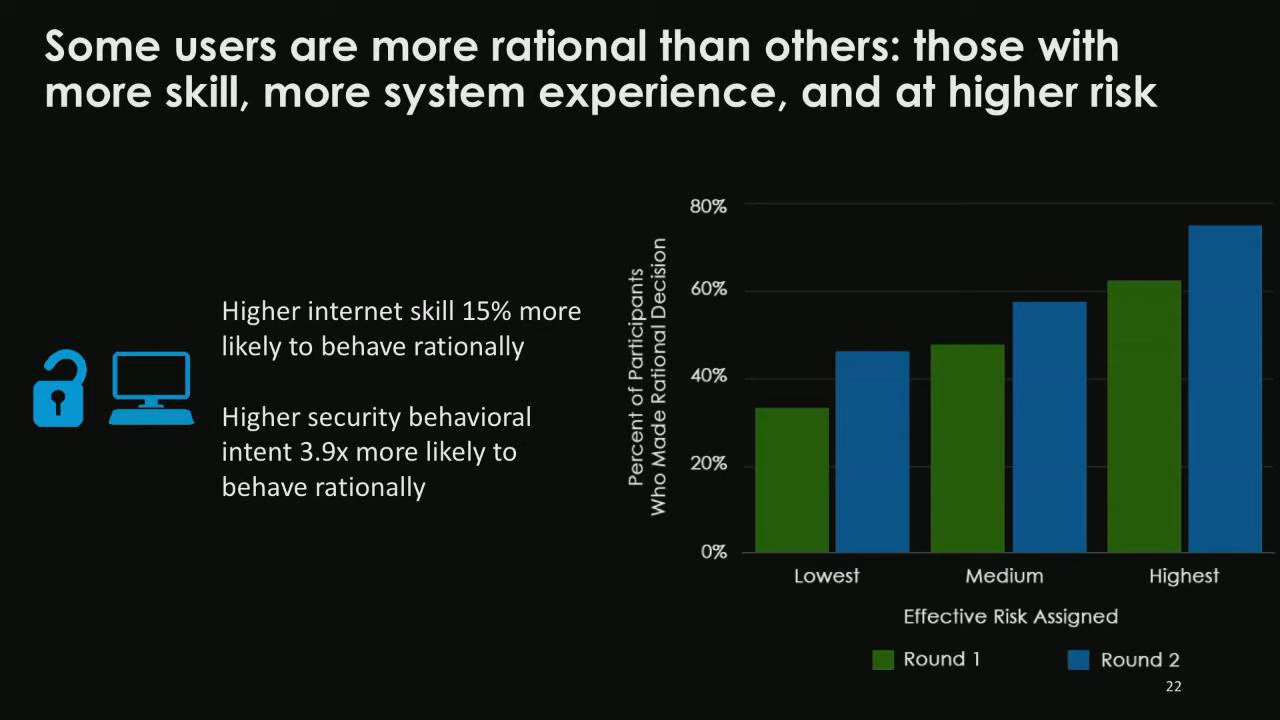 Some users are more rational than others: those with
more skill, more system experience, and at higher risk
Higher internet skill 15% more
likely to behave rationally
Higher security behavioral
intent 3.9x more likely to
behave rationally
Percent of Participants
Who Made Rational Decision
80%
60%
40%
20%
0%
Lowest Medium Highest
Effective Risk Assigned
Round 1 Round 2
22